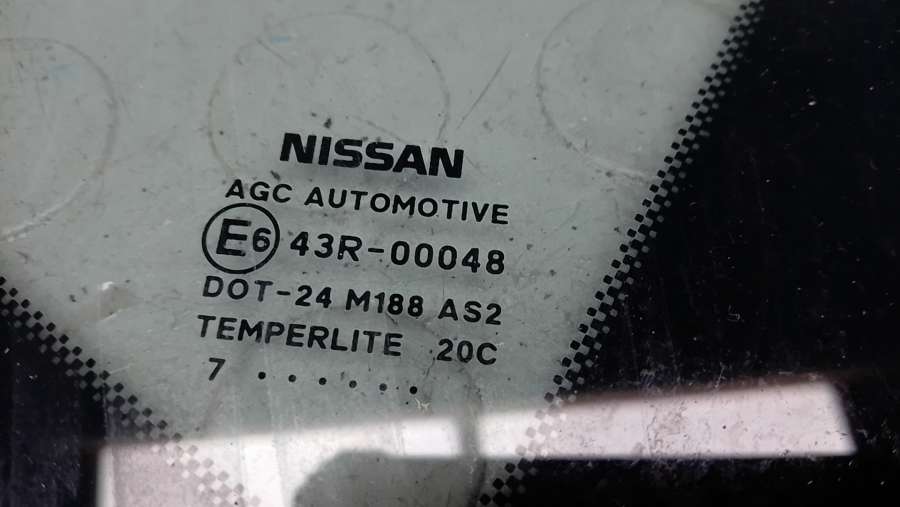 NISSAN
AGC AUTOMOTIVE
E6 43R-00048
DOT-24 M188 AS2
TEMPERLITE 20C
7 . . . . . .